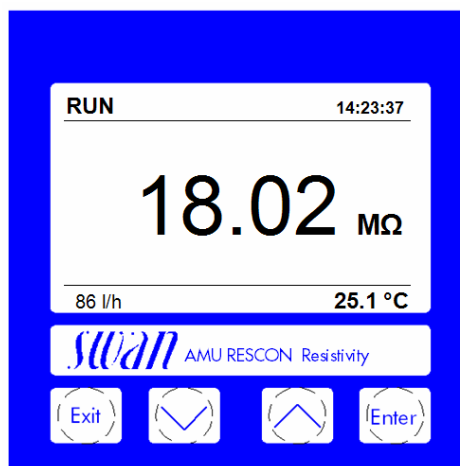 RUN 14:23:37
18.02 MΩ
86 l/h 25.1 °C
swan AMU RESCON Resistivity
Exit Enter